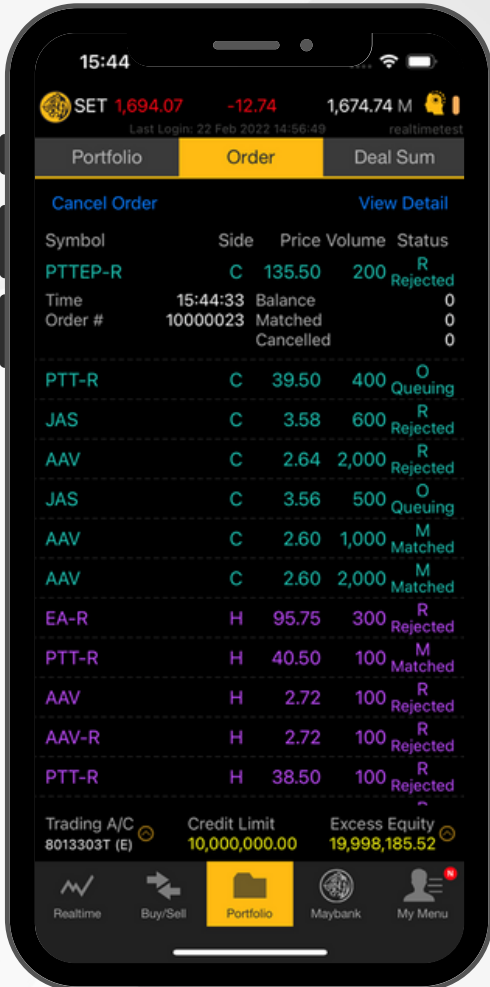 15:44
SET 1,694.07 -12.74 1,674.74 M
Last Login: 22 Feb 2022 14:56:49 realtimetest
Portfolio Order Deal Sum
Cancel Order View Detail
Symbol Side Price Volume Status
PTTEP-R C 135.50 200 R Rejected
Time 15:44:33 Balance 0
Order # 10000023 Matched 0
Cancelled 0
PTT-R C 39.50 400 O Queuing
JAS C 3.58 600 R Rejected
AAV C 2.64 2,000 R Rejected
JAS C 3.56 500 O Queuing
AAV C 2.60 1,000 M Matched
AAV C 2.60 2,000 M Matched
EA-R H 95.75 300 R Rejected
PTT-R H 40.50 100 M Matched
AAV H 2.72 100 R Rejected
AAV-R H 2.72 100 R Rejected
PTT-R H 38.50 100 R Rejected
Trading A/C Credit Limit Excess Equity
8013303T (E) 10,000,000.00 19,998,185.52
N
Realtime Buy/Sell Portfolio Maybank My Menu